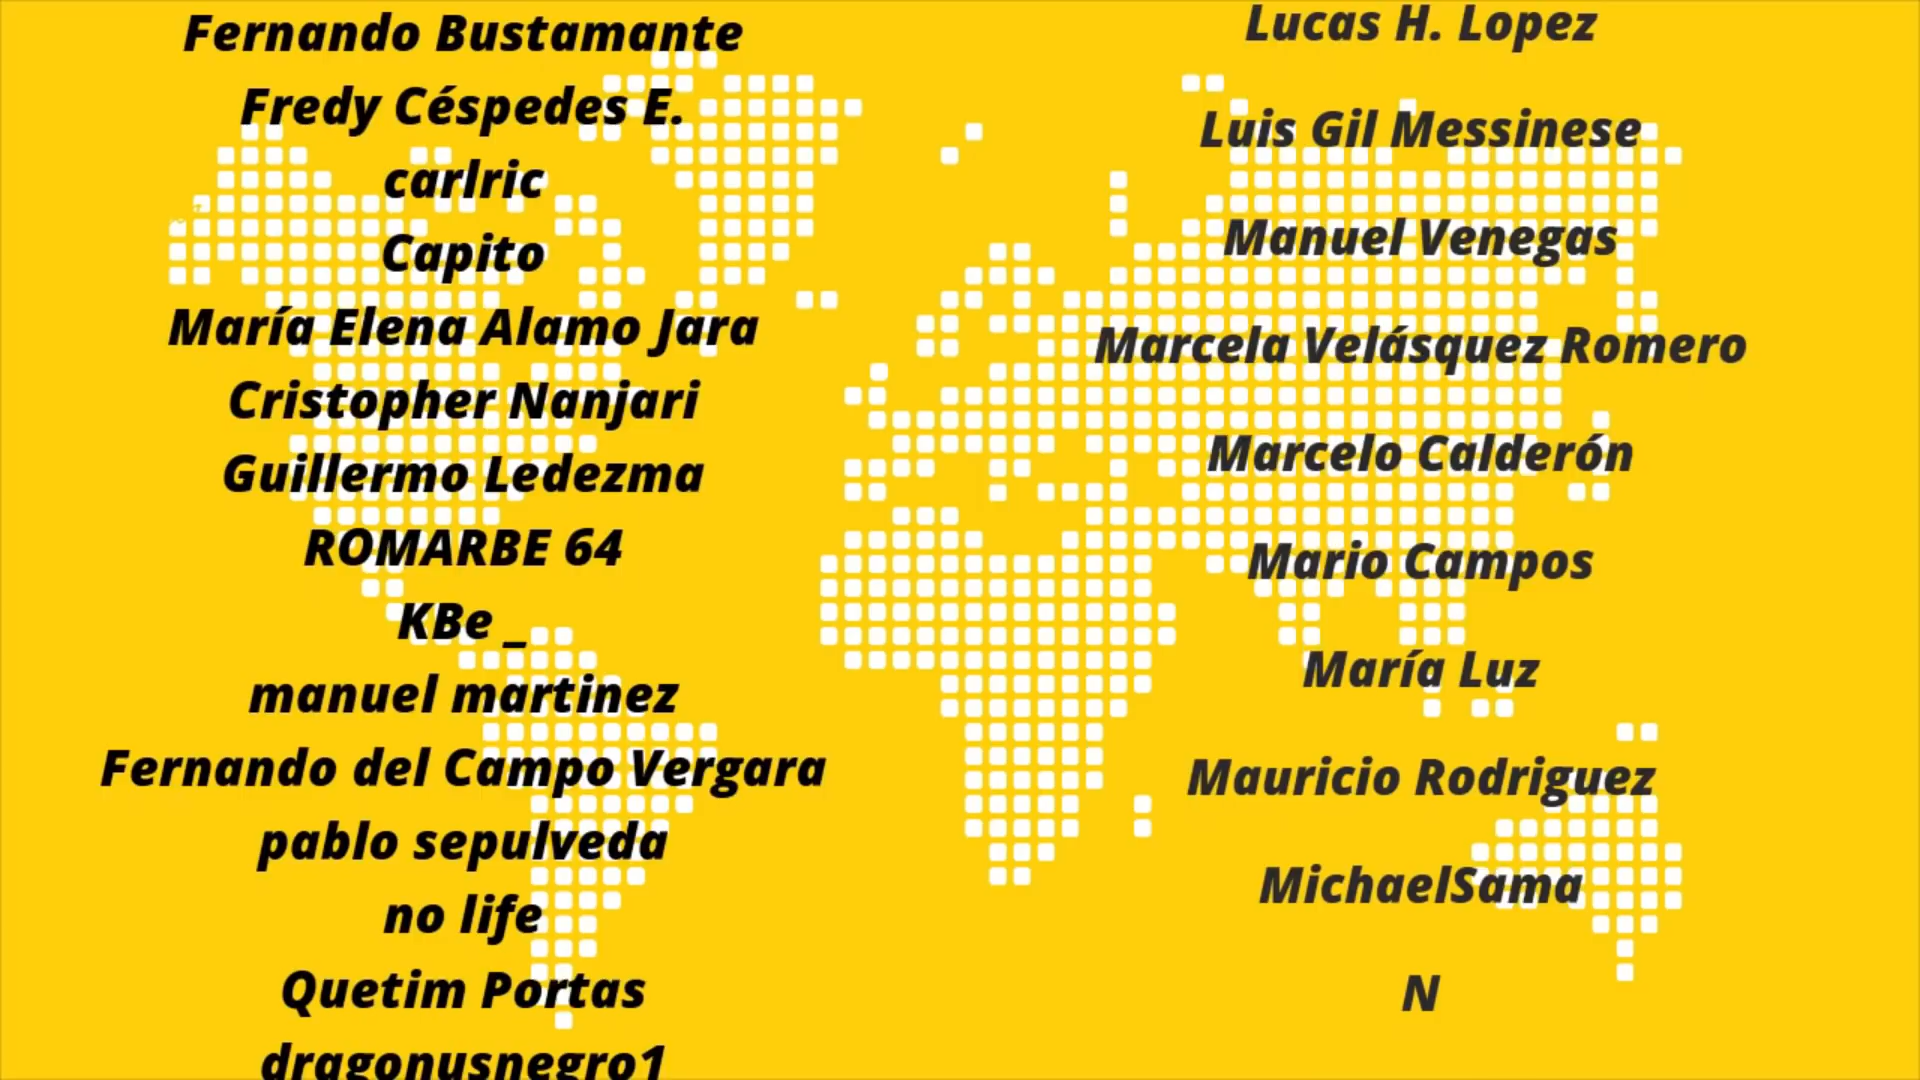 Fernando Bustamante
Fredy Céspedes E.
carlric
Capito
María Elena Alamo Jara
Cristopher Nanjari
Guillermo Ledezma
ROMARBE 64
KBe _
manuel martinez
Fernando del Campo Vergara
pablo sepulveda
no life
Quetim Portas
dragonusnegro1
Lucas H. Lopez
Luis Gil Messinese
Manuel Venegas
Marcela Velásquez Romero
Marcelo Calderón
Mario Campos
María Luz
Mauricio Rodriguez
MichaelSama
N